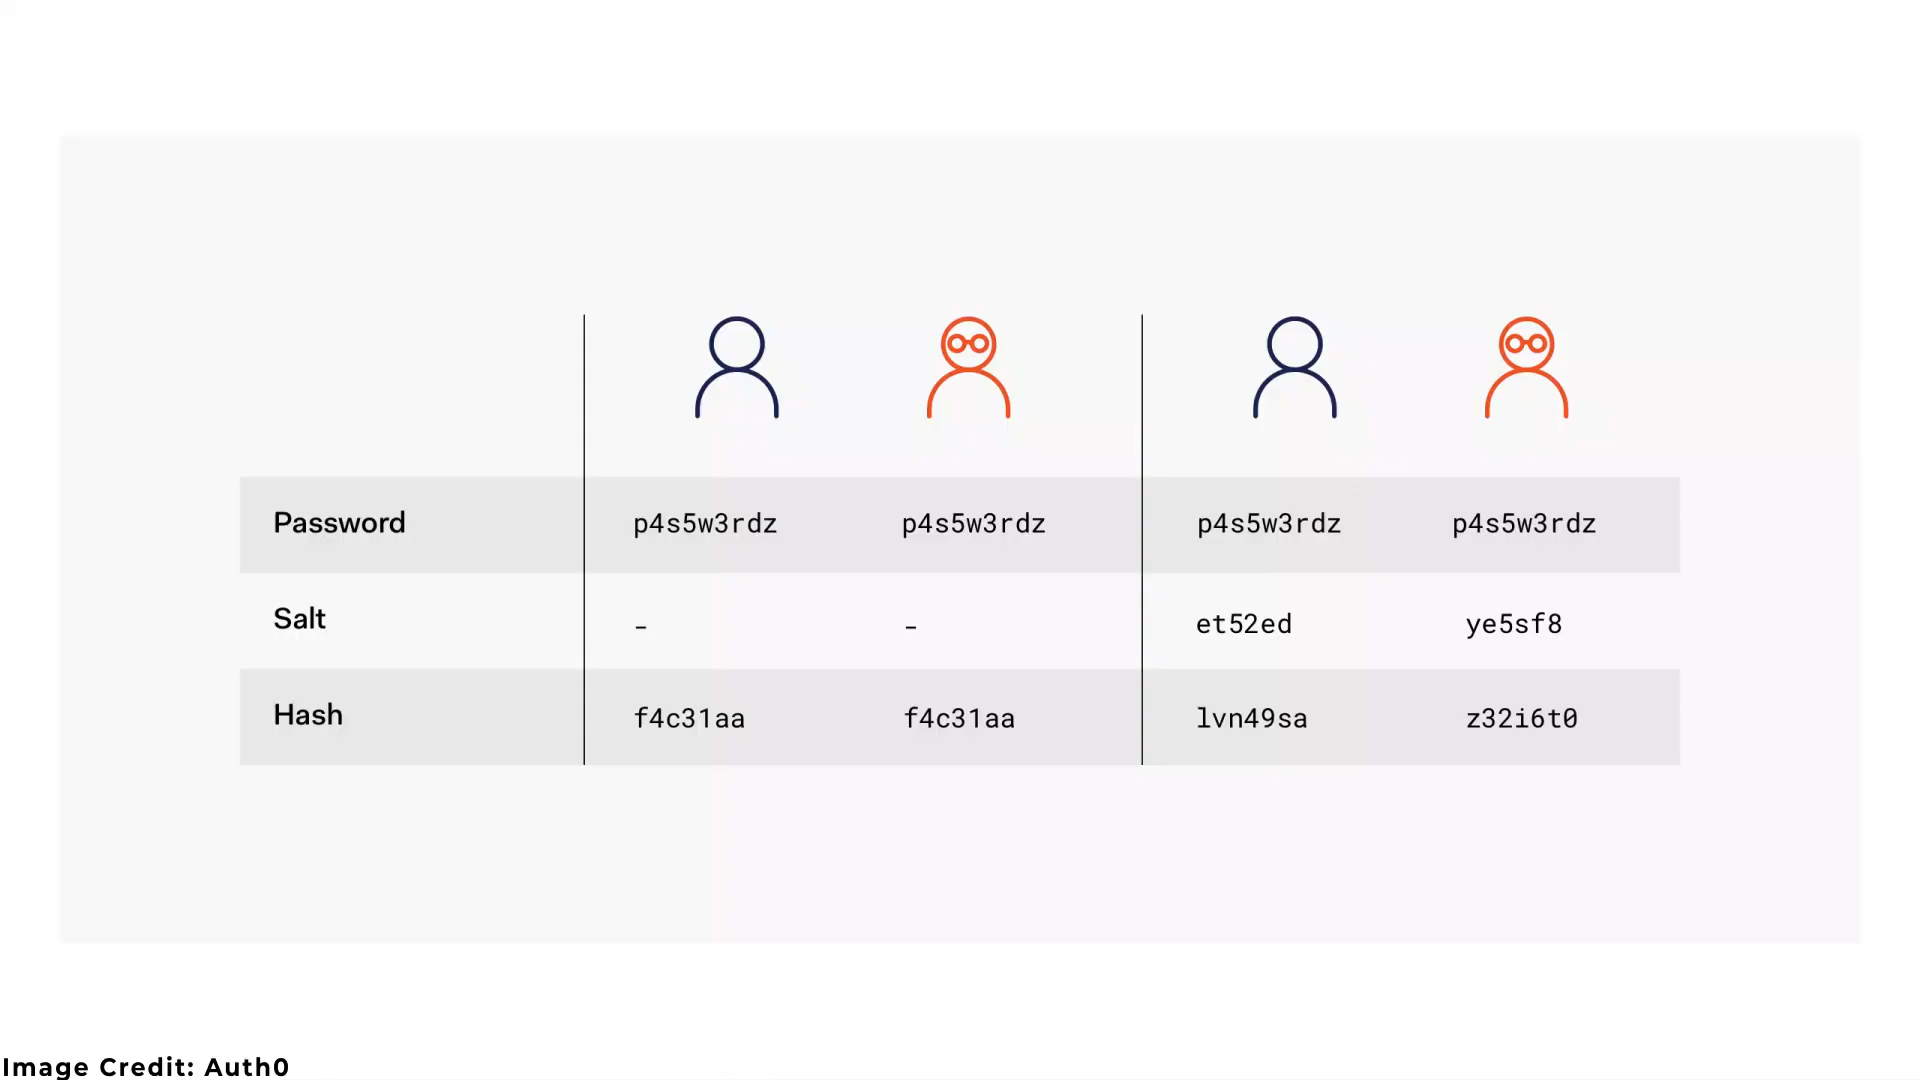 Password p4s5w3rdz p4s5w3rdz p4s5w3rdz p4s5w3rdz
Salt - - et52ed ye5sf8
Hash f4c31aa f4c31aa lvn49sa z32i6t0
Image Credit: Auth0